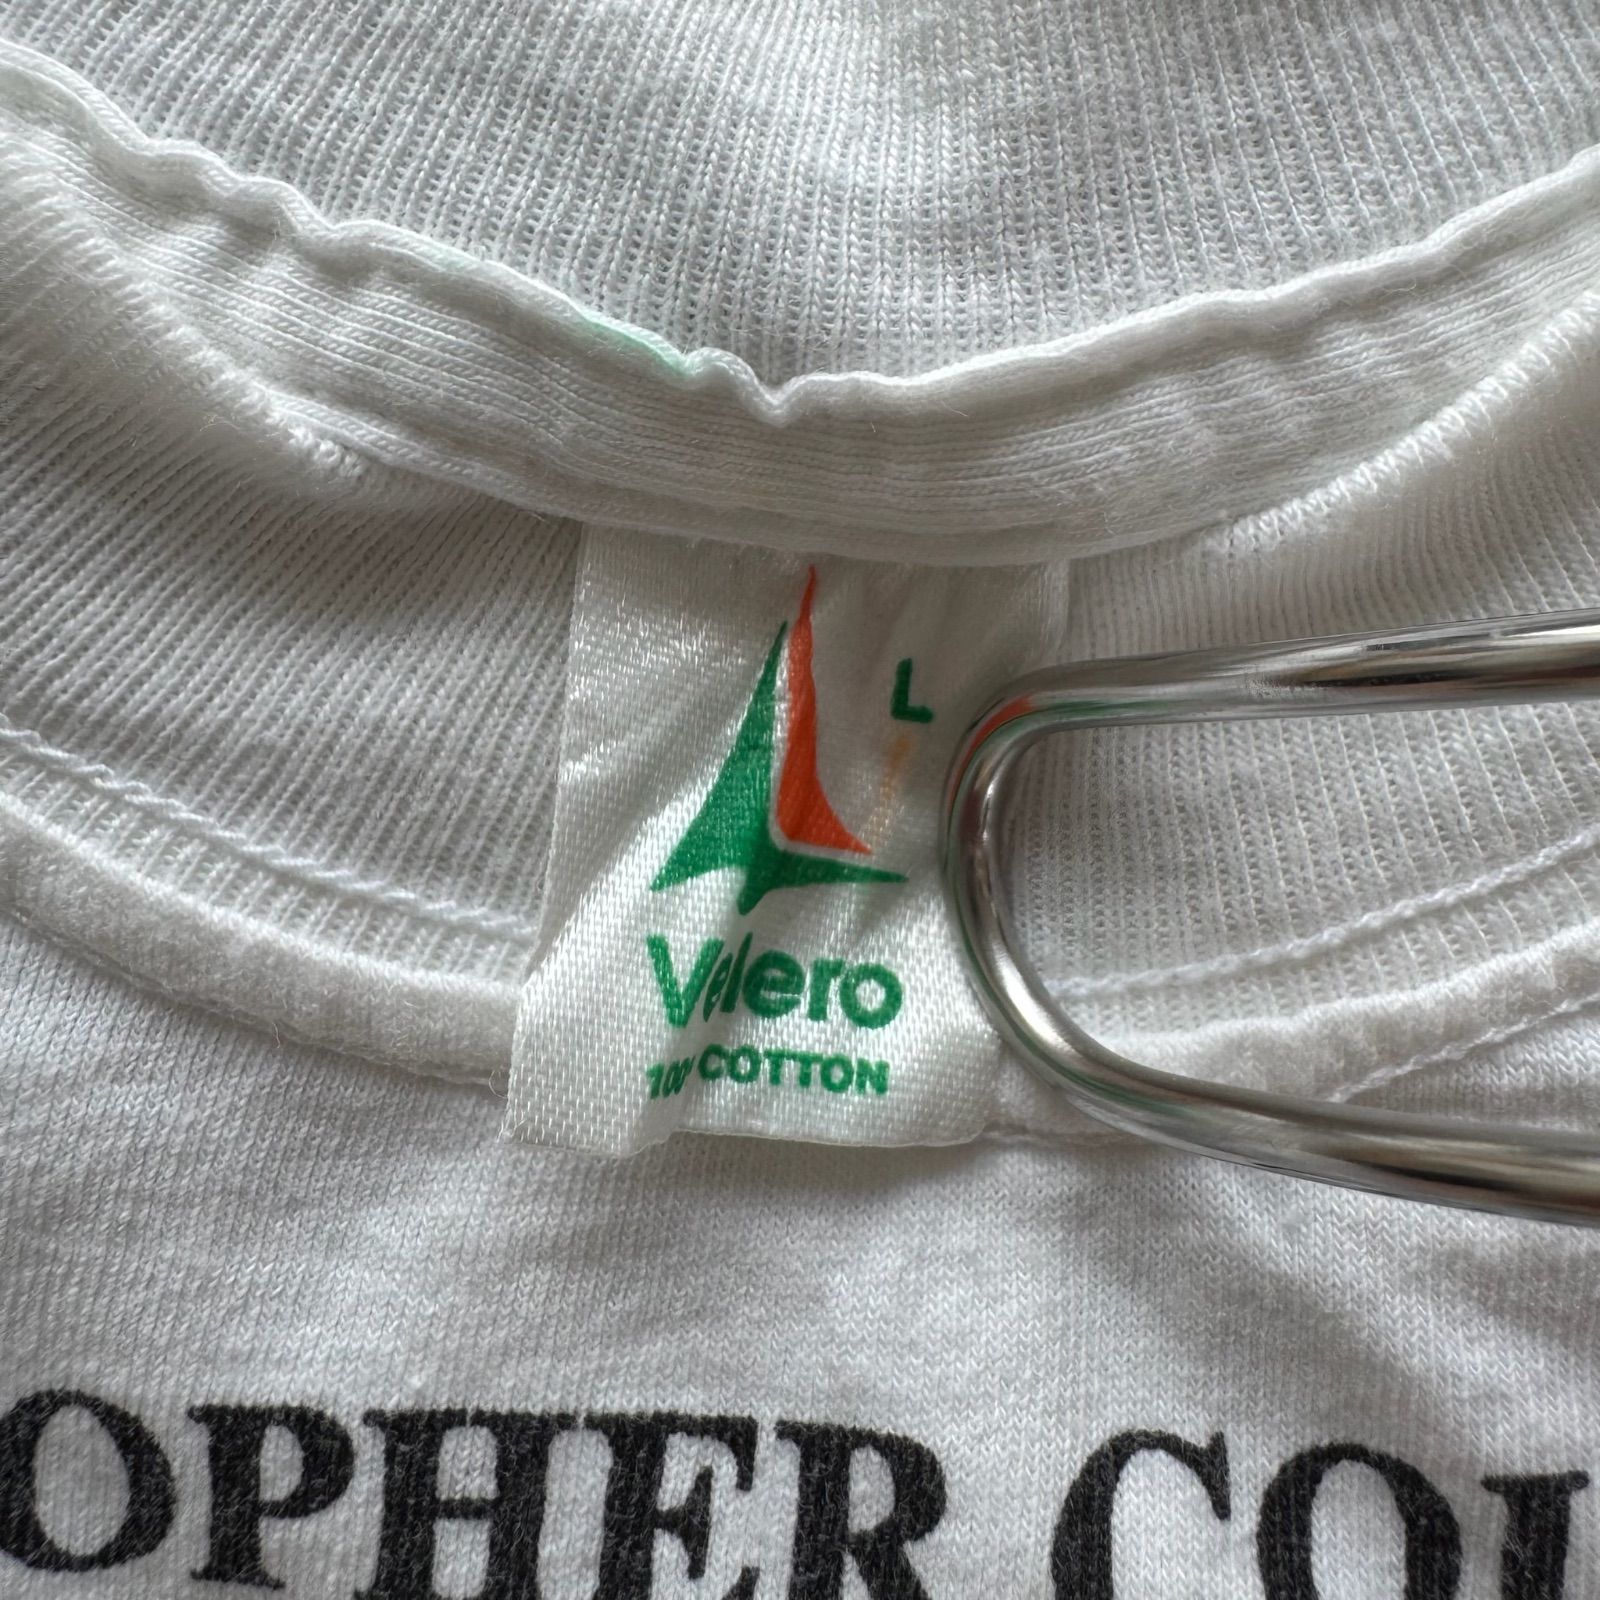 L
Velero
100% COTTON
OPHER COL